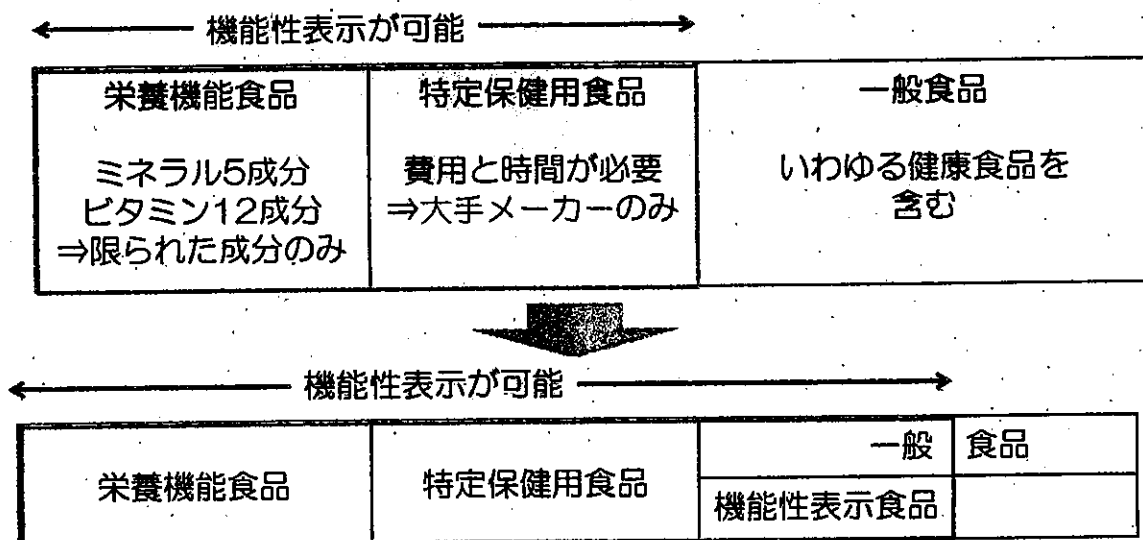 機能性表示が可能
栄養機能食品
ミネラル5成分
ビタミン12成分
⇒限られた成分のみ
特定保健用食品
費用と時間が必要
⇒大手メーカーのみ
一般食品
いわゆる健康食品を
含む
機能性表示が可能
栄養機能食品
特定保健用食品
一般 食品
機能性表示食品